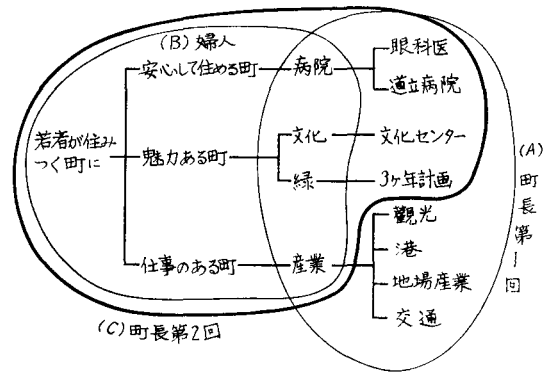 (B) 婦人
安心して住める町
病院
眼科医
道立病院
若者が住み
つく町に
魅力ある町
文化
文化センター
緑
3ヶ年計画
仕事のある町
産業
觀光
港
地場産業
交通
(A)町長第1回
(C)町長第2回